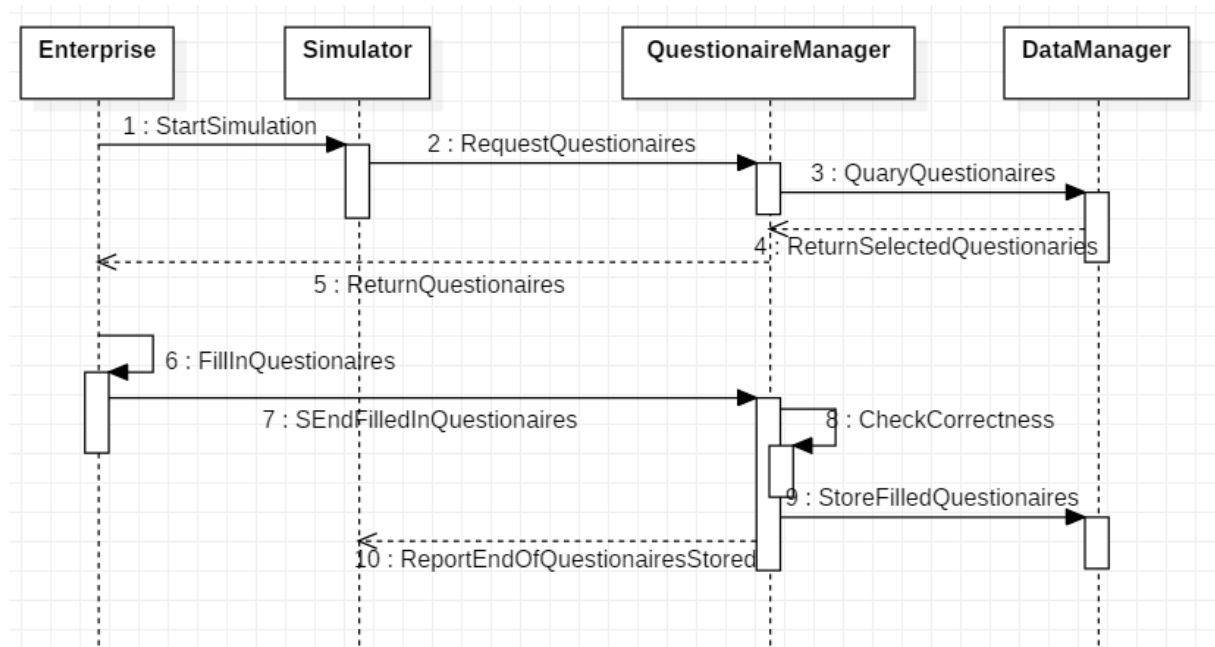 Enterprise
Simulator
QuestionaireManager
DataManager
1 : StartSimulation
2 : RequestQuestionaires
3 : QuaryQuestionaires
4 : ReturnSelectedQuestionaries
5 : ReturnQuestionaires
6 : FillInQuestionaires
7 : SEndFilledInQuestionaires
8 : CheckCorrectness
9 : StoreFilledQuestionaires
10 : ReportEndOfQuestionairesStored